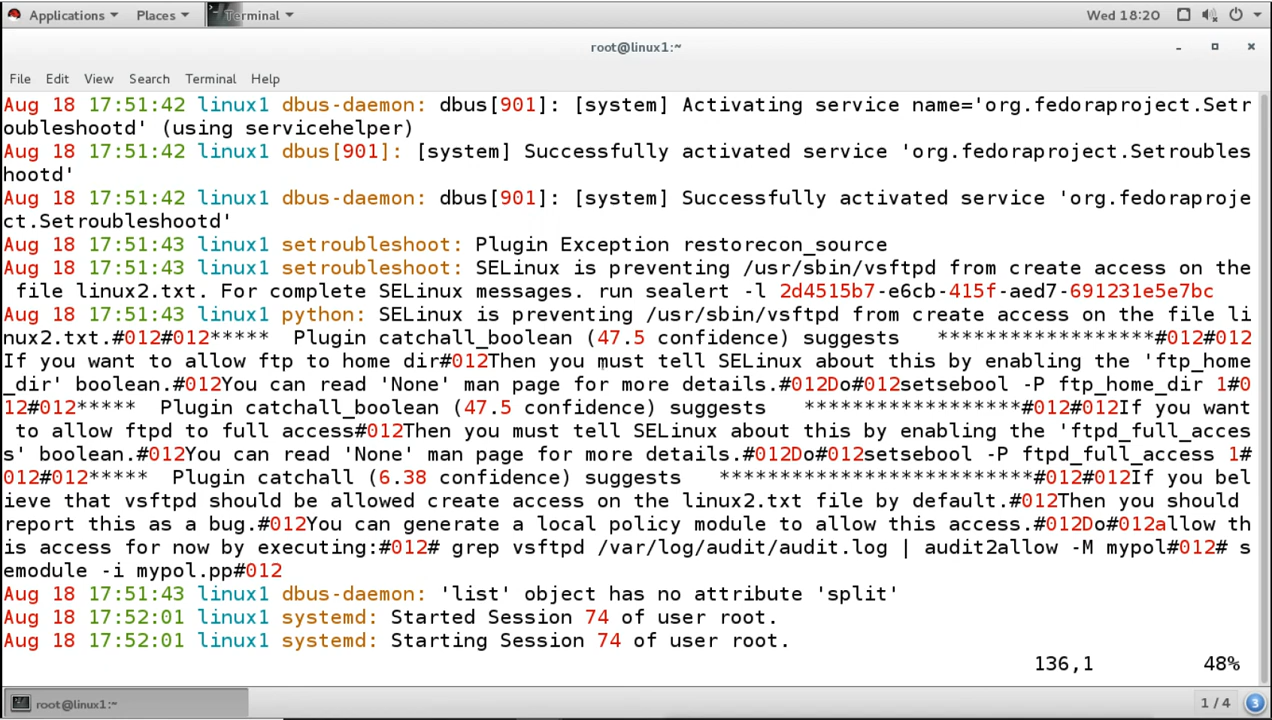 Applications Places Terminal Wed 18:20
root@linux1:~
File Edit View Search Terminal Help
Aug 18 17:51:42 linux1 dbus-daemon: dbus[901]: [system] Activating service name='org.fedoraproject.Setr
oubleshootd' (using servicehelper)
Aug 18 17:51:42 linux1 dbus[901]: [system] Successfully activated service 'org.fedoraproject.Setroubles
hootd'
Aug 18 17:51:42 linux1 dbus-daemon: dbus[901]: [system] Successfully activated service 'org.fedoraproje
ct.Setroubleshootd'
Aug 18 17:51:43 linux1 setroubleshoot: Plugin Exception restorecon_source
Aug 18 17:51:43 linux1 setroubleshoot: SELinux is preventing /usr/sbin/vsftpd from create access on the
 file linux2.txt. For complete SELinux messages. run sealert -l 2d4515b7-e6cb-415f-aed7-691231e5e7bc
Aug 18 17:51:43 linux1 python: SELinux is preventing /usr/sbin/vsftpd from create access on the file li
nux2.txt.#012#012*****  Plugin catchall_boolean (47.5 confidence) suggests   ******************#012#012
If you want to allow ftp to home dir#012Then you must tell SELinux about this by enabling the 'ftp_home
_dir' boolean.#012You can read 'None' man page for more details.#012Do#012setsebool -P ftp_home_dir 1#0
12#012*****  Plugin catchall_boolean (47.5 confidence) suggests   ******************#012#012If you want
 to allow ftpd to full access#012Then you must tell SELinux about this by enabling the 'ftpd_full_acces
s' boolean.#012You can read 'None' man page for more details.#012Do#012setsebool -P ftpd_full_access 1#
012#012*****  Plugin catchall (6.38 confidence) suggests   **************************#012#012If you bel
ieve that vsftpd should be allowed create access on the linux2.txt file by default.#012Then you should 
report this as a bug.#012You can generate a local policy module to allow this access.#012Do#012allow th
is access for now by executing:#012# grep vsftpd /var/log/audit/audit.log | audit2allow -M mypol#012# s
emodule -i mypol.pp#012
Aug 18 17:51:43 linux1 dbus-daemon: 'list' object has no attribute 'split'
Aug 18 17:52:01 linux1 systemd: Started Session 74 of user root.
Aug 18 17:52:01 linux1 systemd: Starting Session 74 of user root.
136,1 48%
root@linux1:~ 1 / 4 3